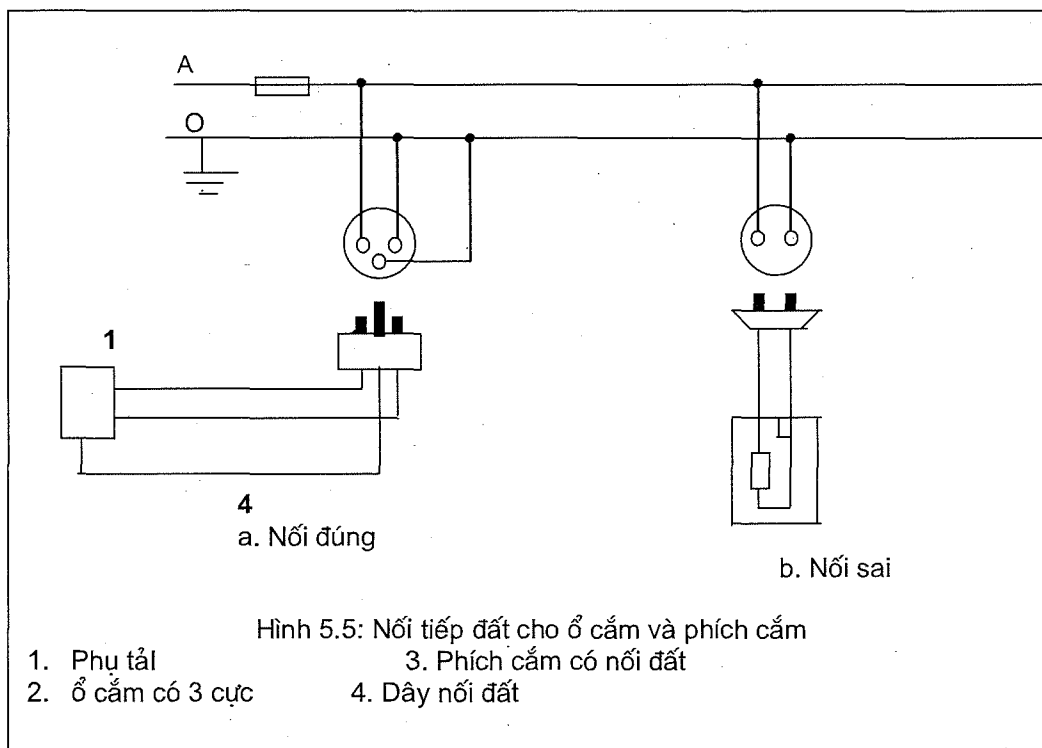 A
O
1
4
a. Nối đúng
b. Nối sai
Hình 5.5: Nối tiếp đất cho ổ cắm và phích cắm
1. Phụ tảl 3. Phích cắm có nối đất
2. ổ cắm có 3 cực 4. Dây nối đất